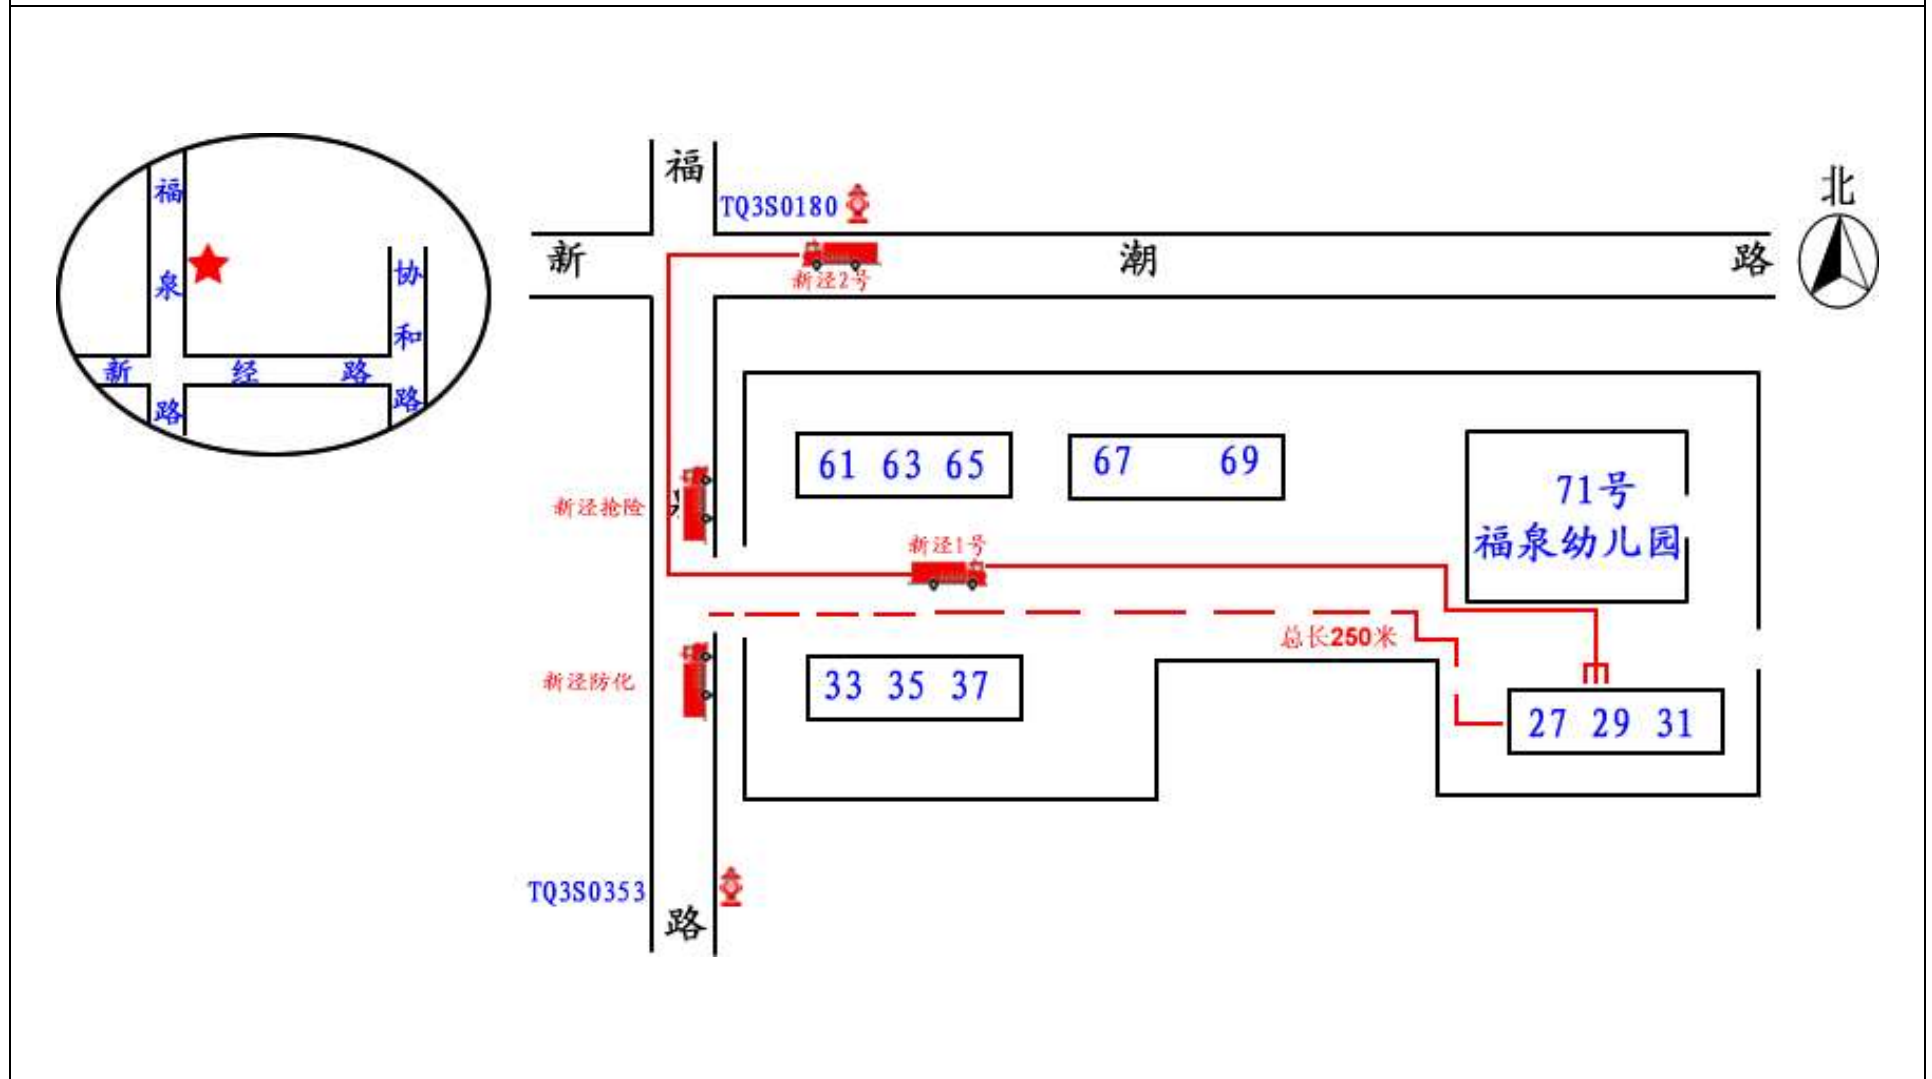 福
泉
路
新 经 路
协
和
路
福
路
新 潮 路
TQ3S0180
新泾2号
北
61 63 65
67 69
71号
福泉幼儿园
新泾抢险
新泾1号
总长250米
新泾防化
33 35 37
27 29 31
TQ3S0353